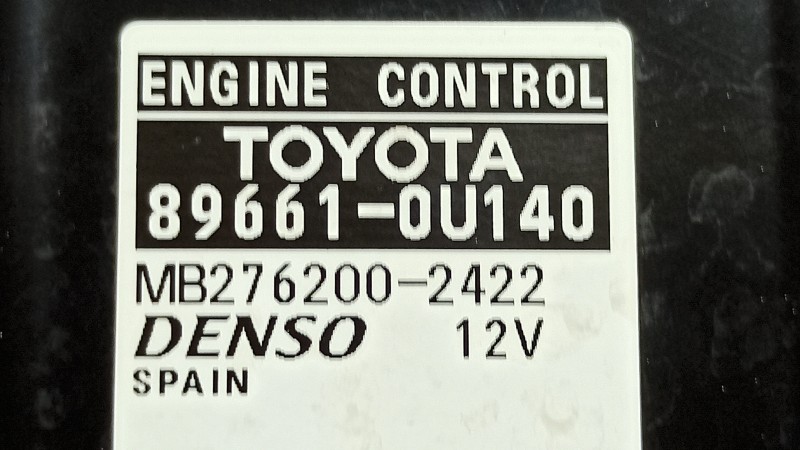 ENGINE CONTROL
TOYOTA
89661-0U140
MB276200-2422
DENSO 12V
SPAIN